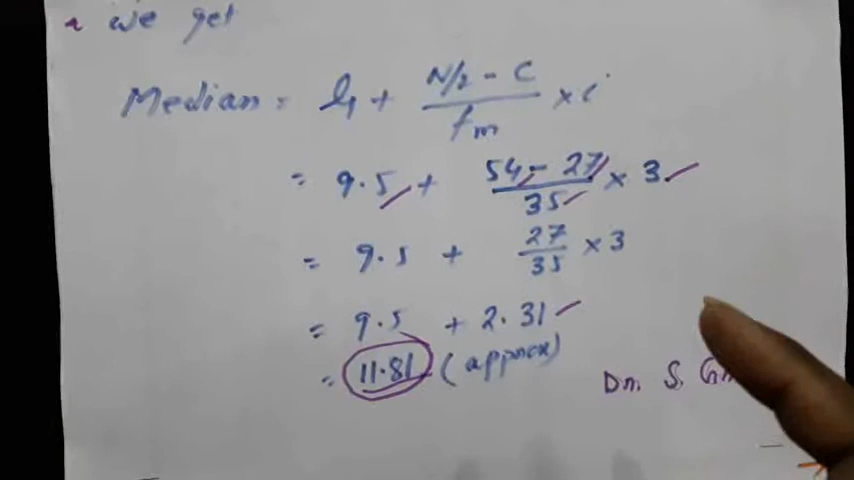 we get
Median = l₁ + N/2 - C / fm × i
= 9.5 + 54 - 27 / 35 × 3
= 9.5 + 27 / 35 × 3
= 9.5 + 2.31
= 11.81 (approx)
Dr. S.